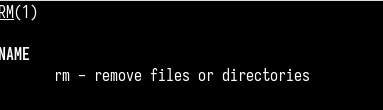 RM(1)
NAME
rm – remove files or directories